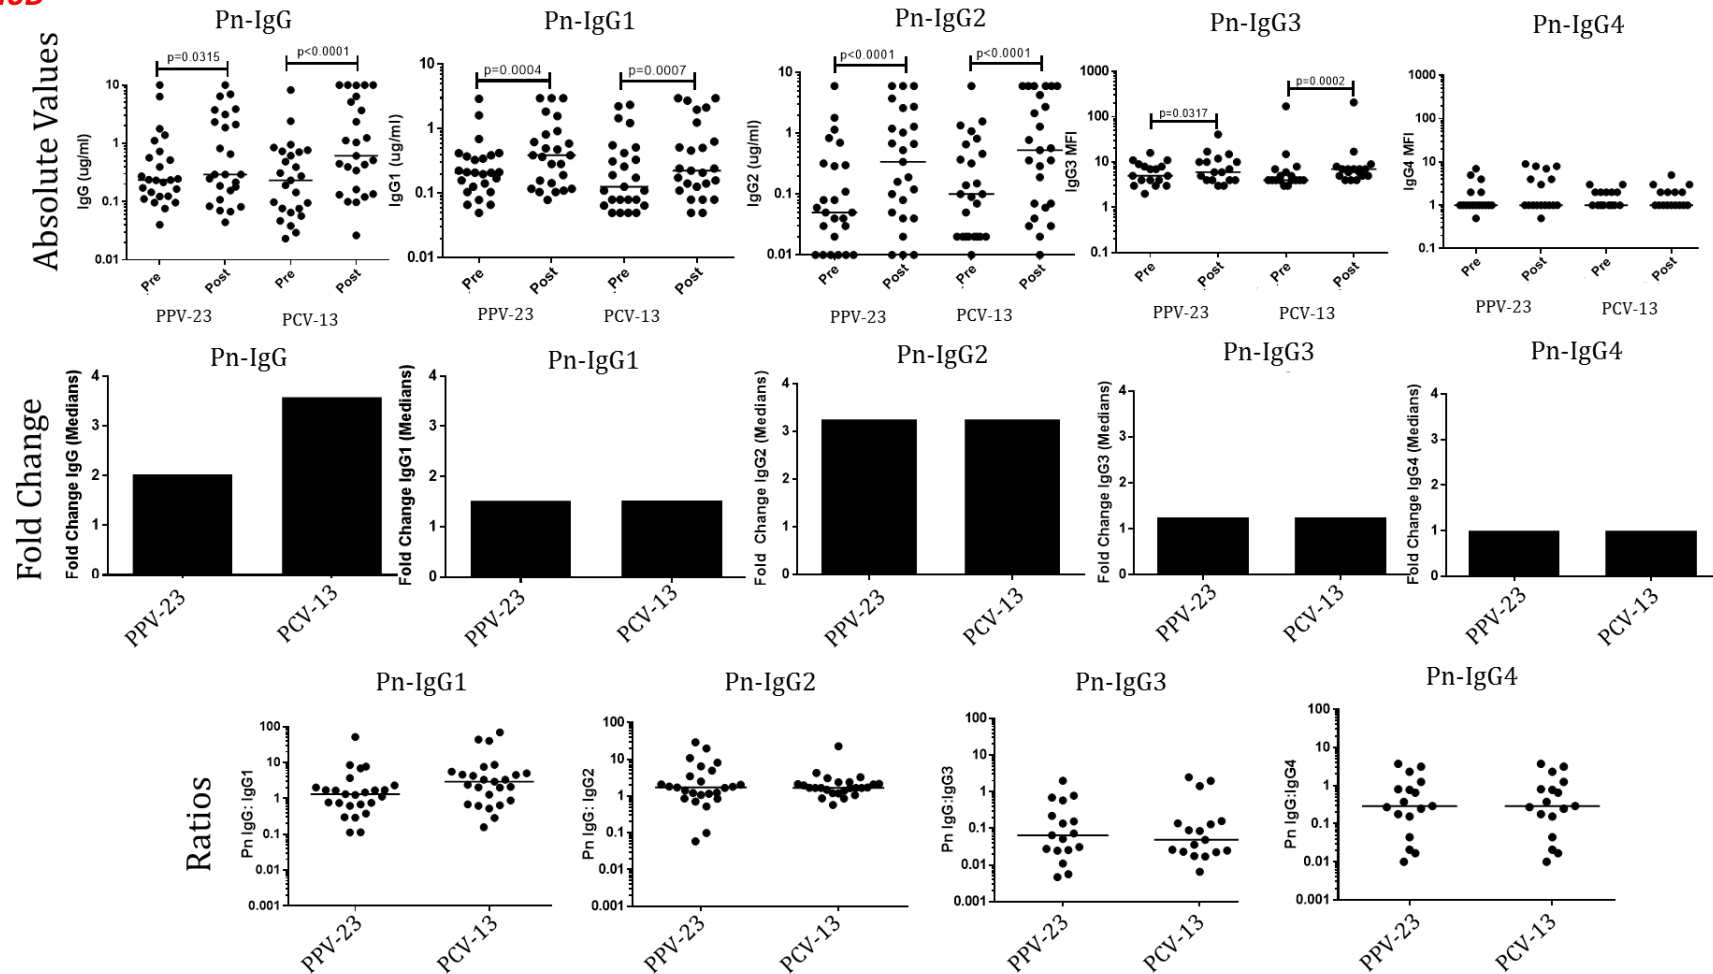 Pn-IgG
Pn-IgG1
Pn-IgG2
Pn-IgG3
Pn-IgG4
Absolute Values
p=0.0315
p<0.0001
IgG (ug/ml)
10
1
0.1
0.01
Pre
Post
Pre
Post
PPV-23
PCV-13
p=0.0004
p=0.0007
IgG1 (ug/ml)
10
1
0.1
0.01
Pre
Post
Pre
Post
PPV-23
PCV-13
p<0.0001
p<0.0001
IgG2 (ug/ml)
10
1
0.1
0.01
Pre
Post
Pre
Post
PPV-23
PCV-13
p=0.0317
p=0.0002
IgG3 MFI
1000
100
10
1
0.1
Pre
Post
Pre
Post
PPV-23
PCV-13
IgG4 MFI
1000
100
10
1
0.1
Pre
Post
Pre
Post
PPV-23
PCV-13
Fold Change
Pn-IgG
Fold Change IgG (Medians)
4
3
2
1
0
PPV-23
PCV-13
Pn-IgG1
Fold Change IgG1 (Medians)
4
3
2
1
0
PPV-23
PCV-13
Pn-IgG2
Fold Change IgG2 (Medians)
4
3
2
1
0
PPV-23
PCV-13
Pn-IgG3
Fold Change IgG3 (Medians)
4
3
2
1
0
PPV-23
PCV-13
Pn-IgG4
Fold Change IgG4 (Medians)
4
3
2
1
0
PPV-23
PCV-13
Ratios
Pn-IgG1
Pn IgG: IgG1
100
10
1
0.1
0.01
0.001
PPV-23
PCV-13
Pn-IgG2
Pn IgG: IgG2
100
10
1
0.1
0.01
0.001
PPV-23
PCV-13
Pn-IgG3
Pn IgG:IgG3
100
10
1
0.1
0.01
0.001
PPV-23
PCV-13
Pn-IgG4
Pn IgG:IgG4
100
10
1
0.1
0.01
0.001
PPV-23
PCV-13